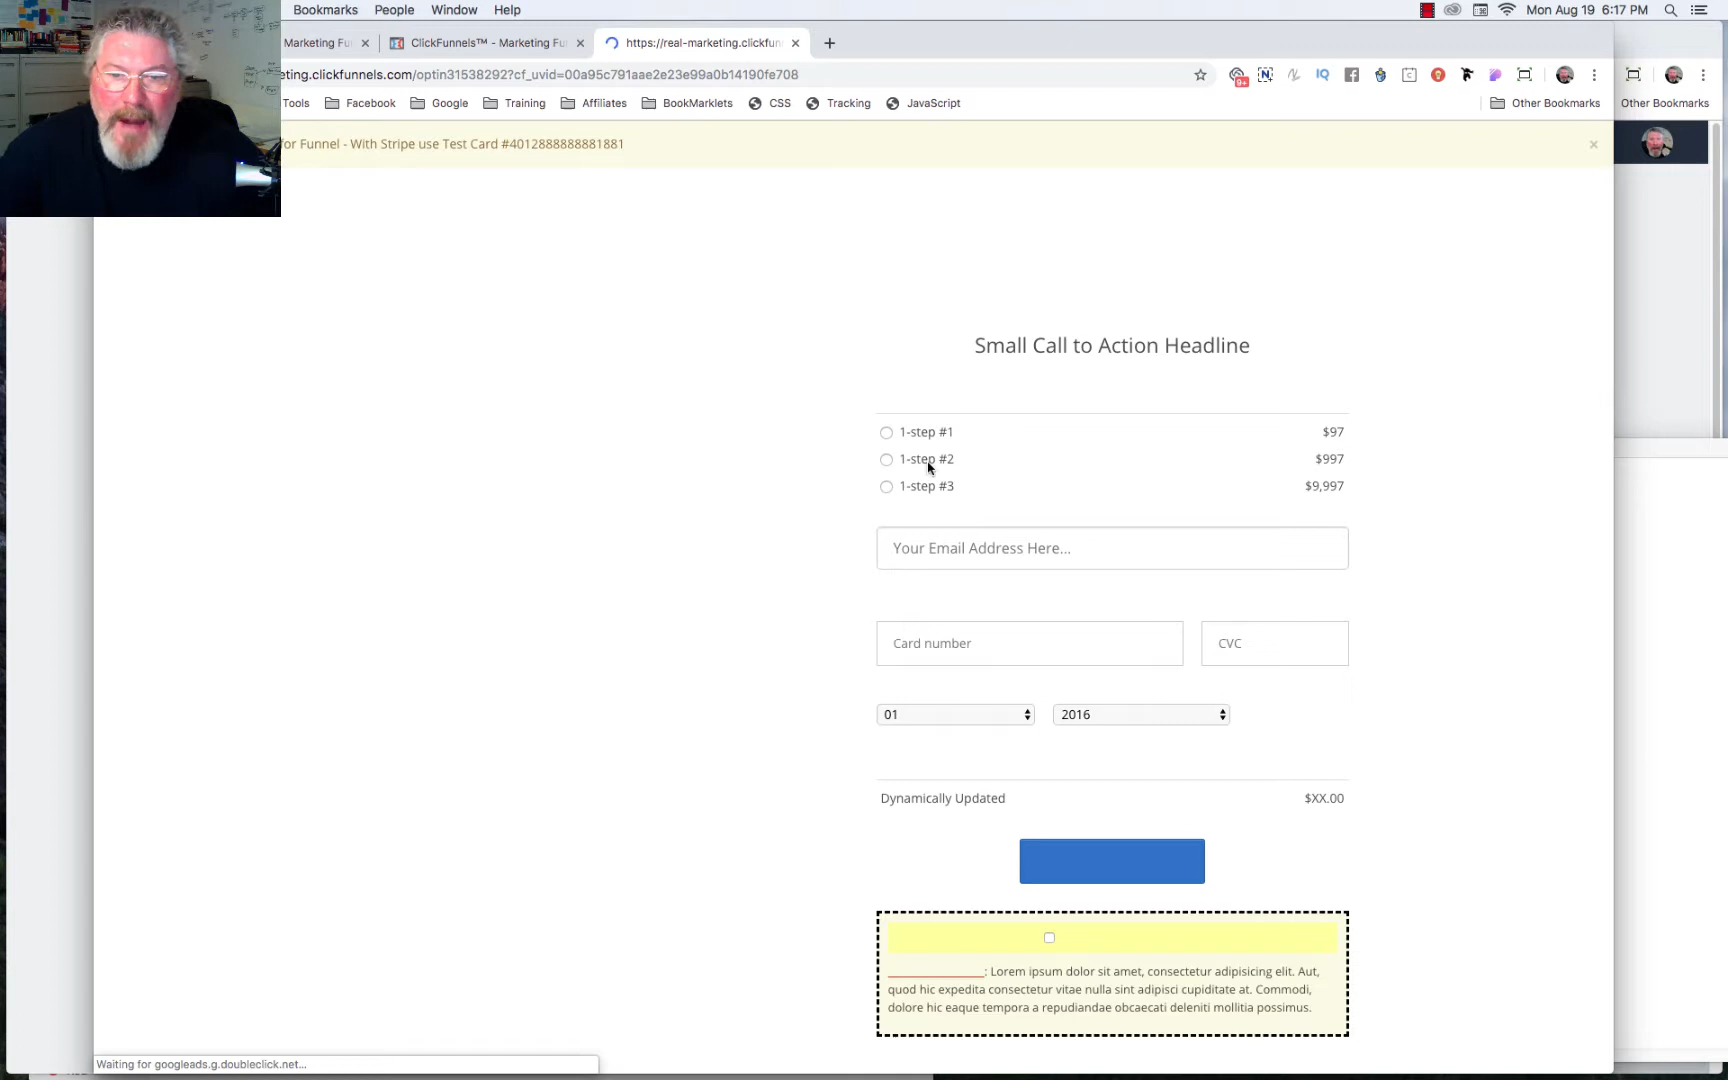 Bookmarks People Window Help
Mon Aug 19 6:17 PM
Marketing Fu
ClickFunnels™ - Marketing Fu
https://real-marketing.clickfun
eting.clickfunnels.com/optin31538292?cf_uvid=00a95c791aae2e23e99a0b14190fe708
9+
N
IQ
Tools Facebook Google Training Affiliates BookMarklets CSS Tracking JavaScript
Other Bookmarks
Other Bookmarks
for Funnel - With Stripe use Test Card #4012888888881881
Small Call to Action Headline
1-step #1 $97
1-step #2 $997
1-step #3 $9,997
Your Email Address Here...
Card number
CVC
01
2016
Dynamically Updated $XX.00
: Lorem ipsum dolor sit amet, consectetur adipisicing elit. Aut,
quod hic expedita consectetur vitae nulla sint adipisci cupiditate at. Commodi,
dolore hic eaque tempora a repudiandae obcaecati deleniti mollitia possimus.
Waiting for googleads.g.doubleclick.net...